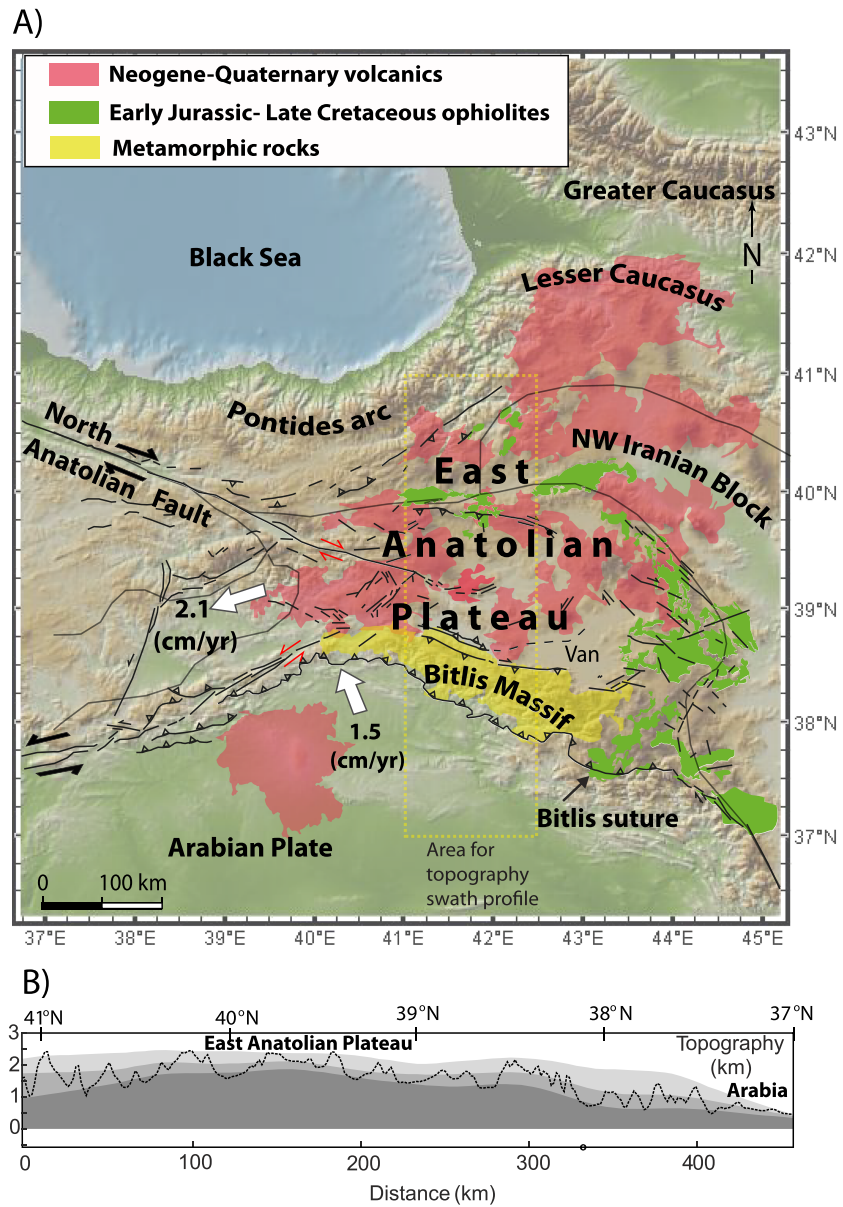 A)
Neogene-Quaternary volcanics
Early Jurassic- Late Cretaceous ophiolites
Metamorphic rocks
43°N
Greater Caucasus
N
42°N
Black Sea
Lesser Caucasus
41°N
Pontides arc
North
Anatolian Fault
NW Iranian Block
East
40°N
Anatolian
2.1
(cm/yr)
39°N
Plateau
Van
Bitlis Massif
38°N
1.5
(cm/yr)
Bitlis suture
Arabian Plate
37°N
Area for
topography
swath profile
0 100 km
37°E 38°E 39°E 40°E 41°E 42°E 43°E 44°E 45°E
B)
41°N 40°N 39°N 38°N 37°N
3
East Anatolian Plateau
Topography
(km)
2
Arabia
1
0
0 100 200 300 400
Distance (km)